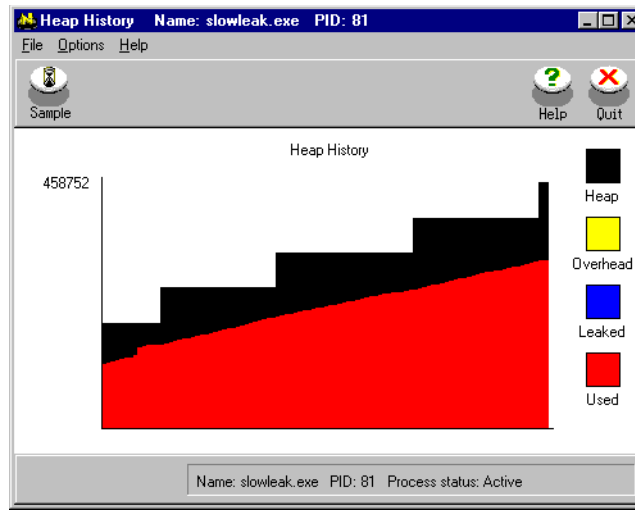 Heap History Name: slowleak.exe PID: 81
File Options Help
Sample
Help
Quit
Heap History
458752
Heap
Overhead
Leaked
Used
Name: slowleak.exe PID: 81 Process status: Active